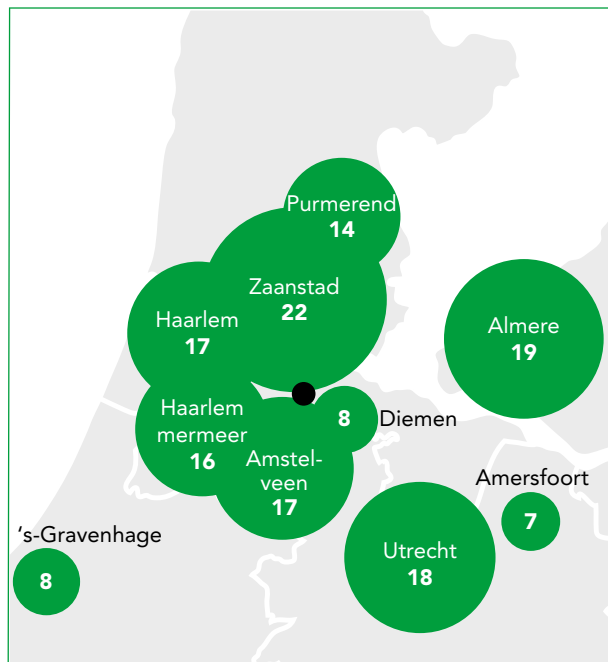 Purmerend
14
Zaanstad
22
Haarlem
17
Almere
19
Haarlem
mermeer
16
8
Diemen
Amstel-
veen
17
Amersfoort
7
's-Gravenhage
8
Utrecht
18